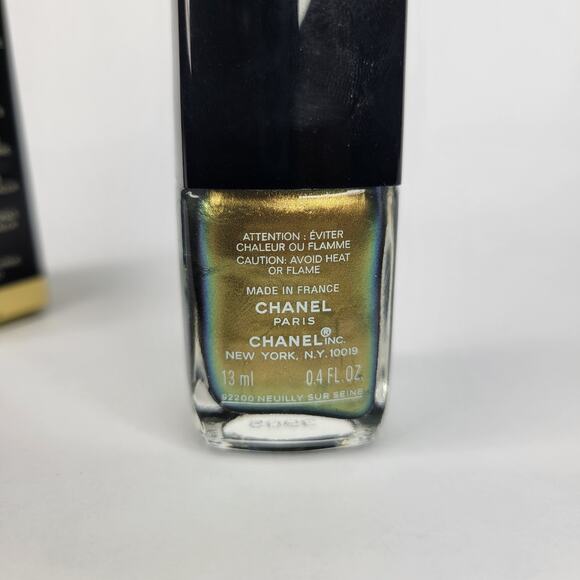 ATTENTION : ÉVITER
CHALEUR OU FLAMME
CAUTION: AVOID HEAT
OR FLAME
MADE IN FRANCE
CHANEL
PARIS
CHANEL® INC.
NEW YORK, N.Y. 10019
13 ml 0.4 FL. OZ.
92200 NEUILLY SUR SEINE